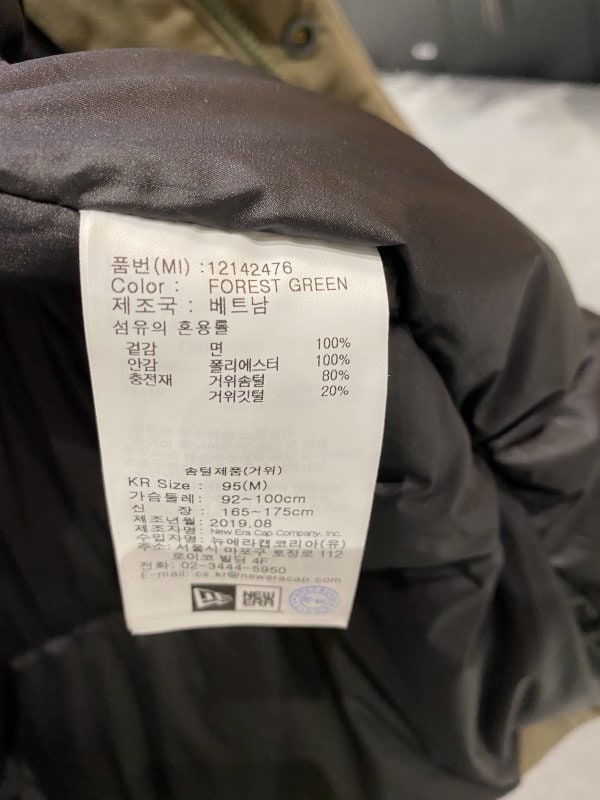 품번(MI) :12142476
Color : FOREST GREEN
제조국 : 베트남
섬유의 혼용률
겉감 면 100%
안감 폴리에스터 100%
충전재 거위솜털 80%
거위깃털 20%
솜털제품(거위)
KR Size : 95(M)
가슴둘레: 92~100cm
신 장: 165~175cm
제조년월: 2019.08
제조자명: New Era Cap Company, Inc.
수입자명: 뉴에라캡코리아(유)
주소: 서울시 마포구 토정로 112
로이코 빌딩 4F
전화: 02-3444-5950
E-mail: cs.kr@neweracap.com
NEW ERA